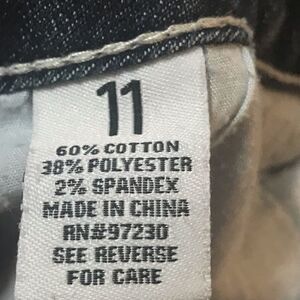 11
60% COTTON
38% POLYESTER
2% SPANDEX
MADE IN CHINA
RN#97230
SEE REVERSE
FOR CARE